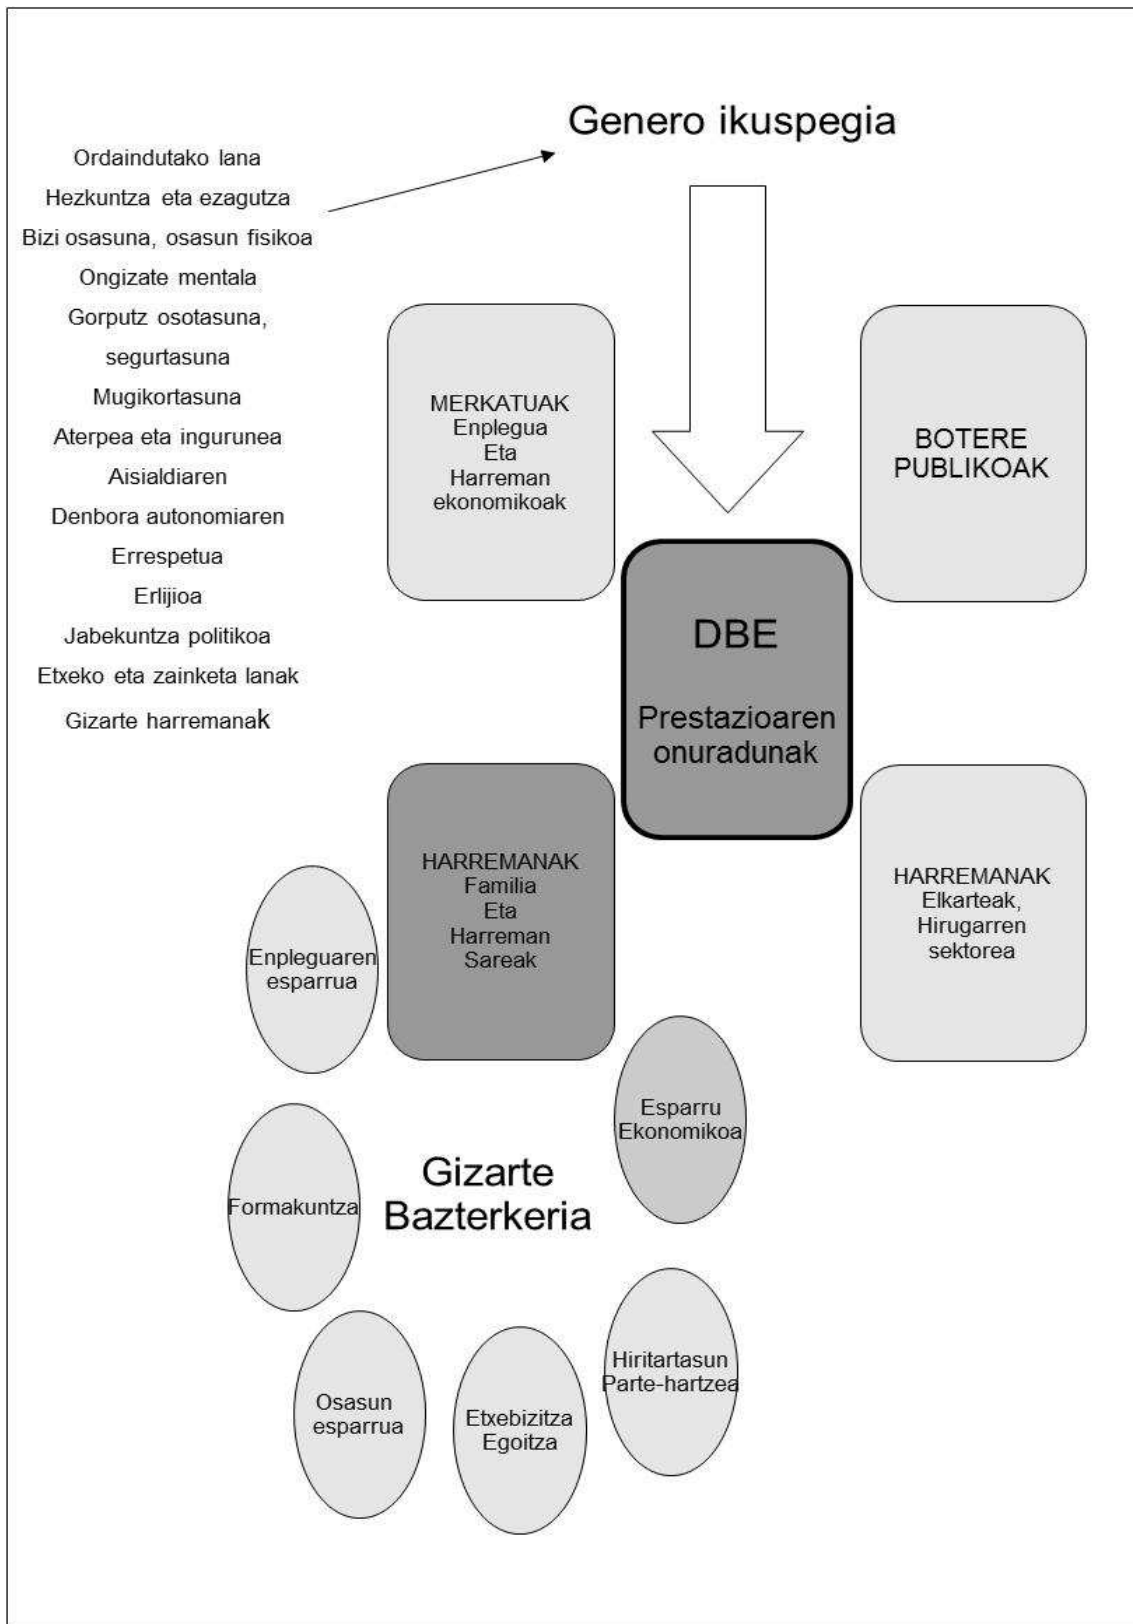 Genero ikuspegia
Ordaindutako lana
Hezkuntza eta ezagutza
Bizi osasuna, osasun fisikoa
Ongizate mentala
Gorputz osotasuna,
segurtasuna
Mugikortasuna
Aterpea eta ingurunea
Aisialdiaren
Denbora autonomiaren
Errespetua
Erlijioa
Jabekuntza politikoa
Etxeko eta zainketa lanak
Gizarte harremanak
MERKATUAK
Enplegua
Eta
Harreman
ekonomikoak
BOTERE
PUBLIKOAK
DBE
Prestazioaren
onuradunak
HARREMANAK
Familia
Eta
Harreman
Sareak
HARREMANAK
Elkarteak,
Hirugarren
sektorea
Enpleguaren
esparrua
Esparru
Ekonomikoa
Gizarte
Bazterkeria
Formakuntza
Hiritartasun
Parte-hartzea
Osasun
esparrua
Etxebizitza
Egoitza